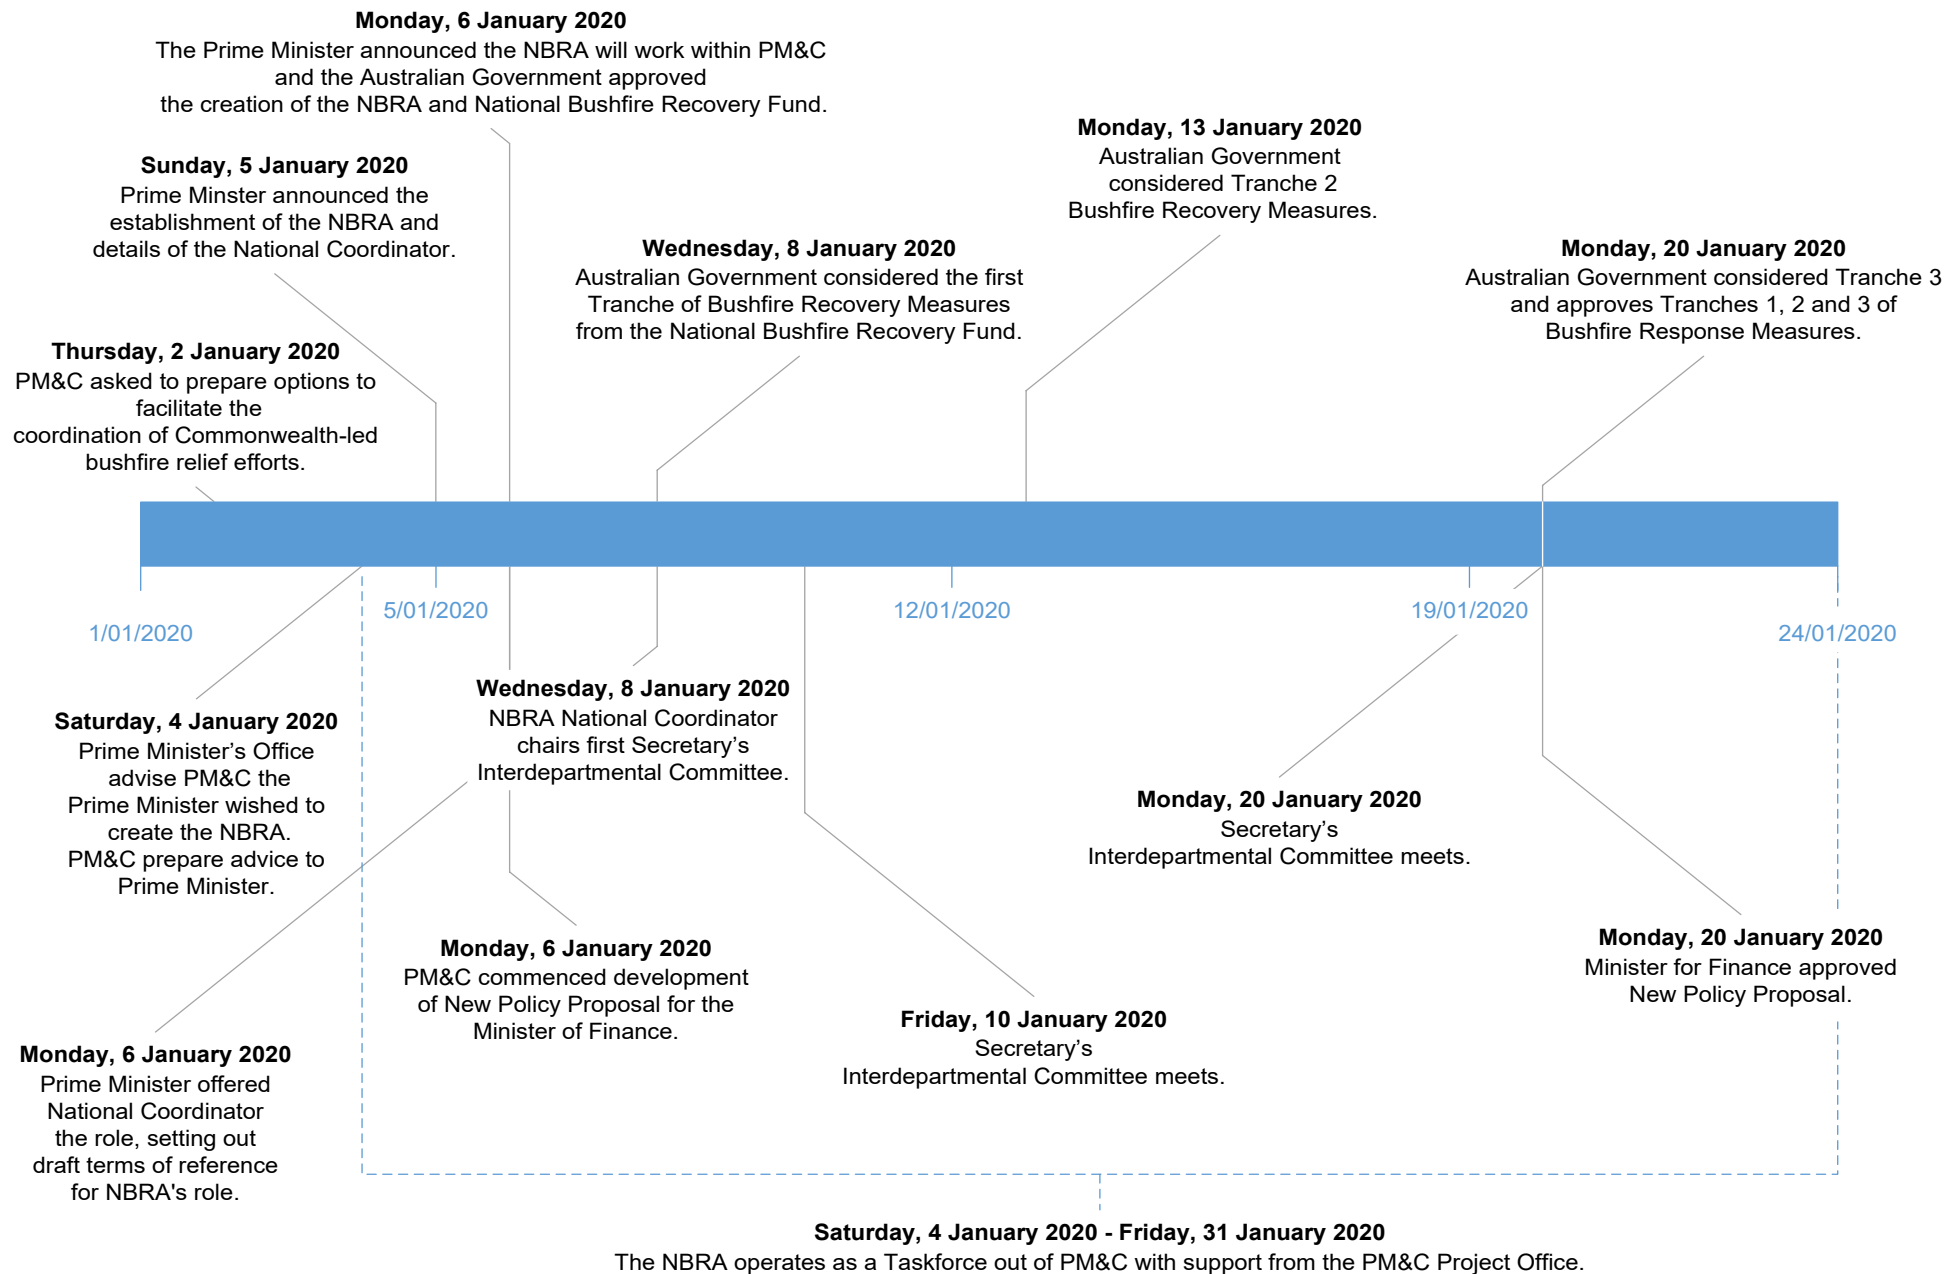 Monday, 6 January 2020
The Prime Minister announced the NBRA will work within PM&C
and the Australian Government approved
the creation of the NBRA and National Bushfire Recovery Fund.
Monday, 13 January 2020
Australian Government
considered Tranche 2
Bushfire Recovery Measures.
Sunday, 5 January 2020
Prime Minster announced the
establishment of the NBRA and
details of the National Coordinator.
Wednesday, 8 January 2020
Australian Government considered the first
Tranche of Bushfire Recovery Measures
from the National Bushfire Recovery Fund.
Monday, 20 January 2020
Australian Government considered Tranche 3
and approves Tranches 1, 2 and 3 of
Bushfire Response Measures.
Thursday, 2 January 2020
PM&C asked to prepare options to
facilitate the
coordination of Commonwealth-led
bushfire relief efforts.
1/01/2020
5/01/2020
12/01/2020
19/01/2020
24/01/2020
Saturday, 4 January 2020
Prime Minister’s Office
advise PM&C the
Prime Minister wished to
create the NBRA.
PM&C prepare advice to
Prime Minister.
Wednesday, 8 January 2020
NBRA National Coordinator
chairs first Secretary’s
Interdepartmental Committee.
Monday, 20 January 2020
Secretary’s
Interdepartmental Committee meets.
Monday, 6 January 2020
PM&C commenced development
of New Policy Proposal for the
Minister of Finance.
Monday, 20 January 2020
Minister for Finance approved
New Policy Proposal.
Friday, 10 January 2020
Secretary’s
Interdepartmental Committee meets.
Monday, 6 January 2020
Prime Minister offered
National Coordinator
the role, setting out
draft terms of reference
for NBRA's role.
Saturday, 4 January 2020 - Friday, 31 January 2020
The NBRA operates as a Taskforce out of PM&C with support from the PM&C Project Office.